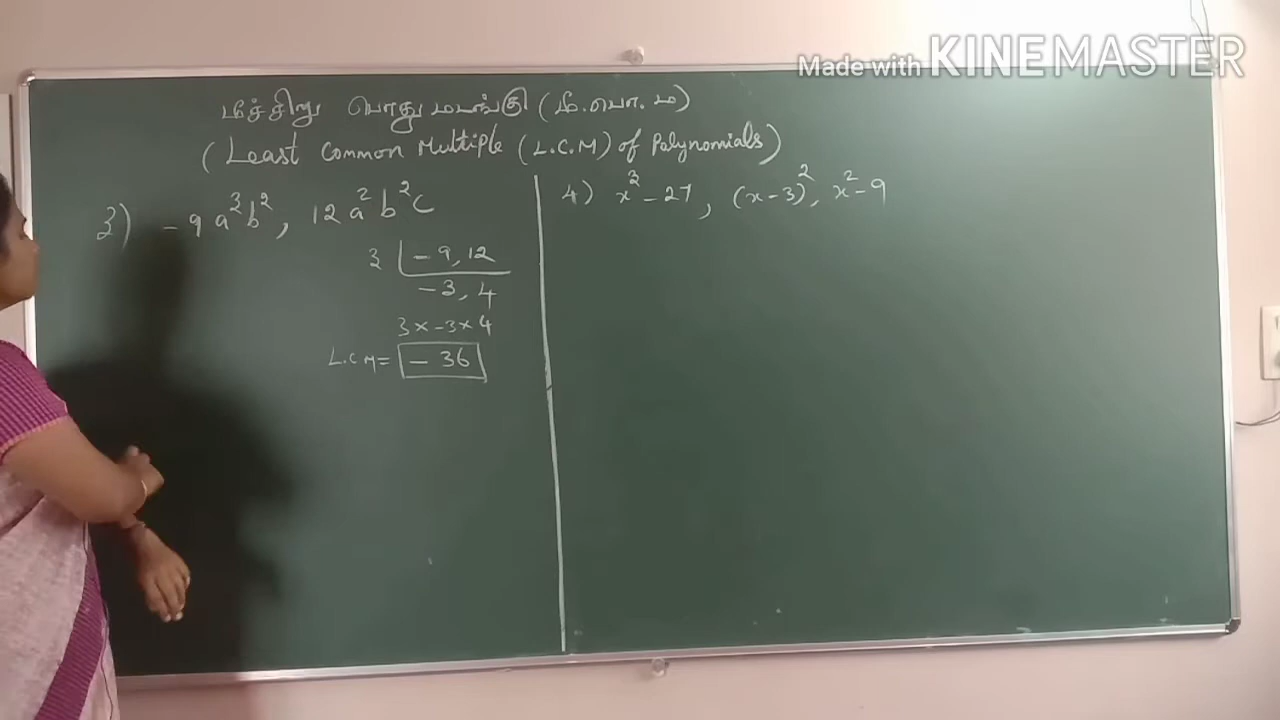 Made with KINEMASTER
மீச்சிறு பொது மடங்கு (மீ.பொ.ம)
(Least Common Multiple (L.C.M) of Polynomials)
3) -9a³b², 12a²b²c
3 | -9, 12
-3, 4
3 × -3 × 4
L.C.M = -36
4) x³ - 27, (x-3)², x² - 9